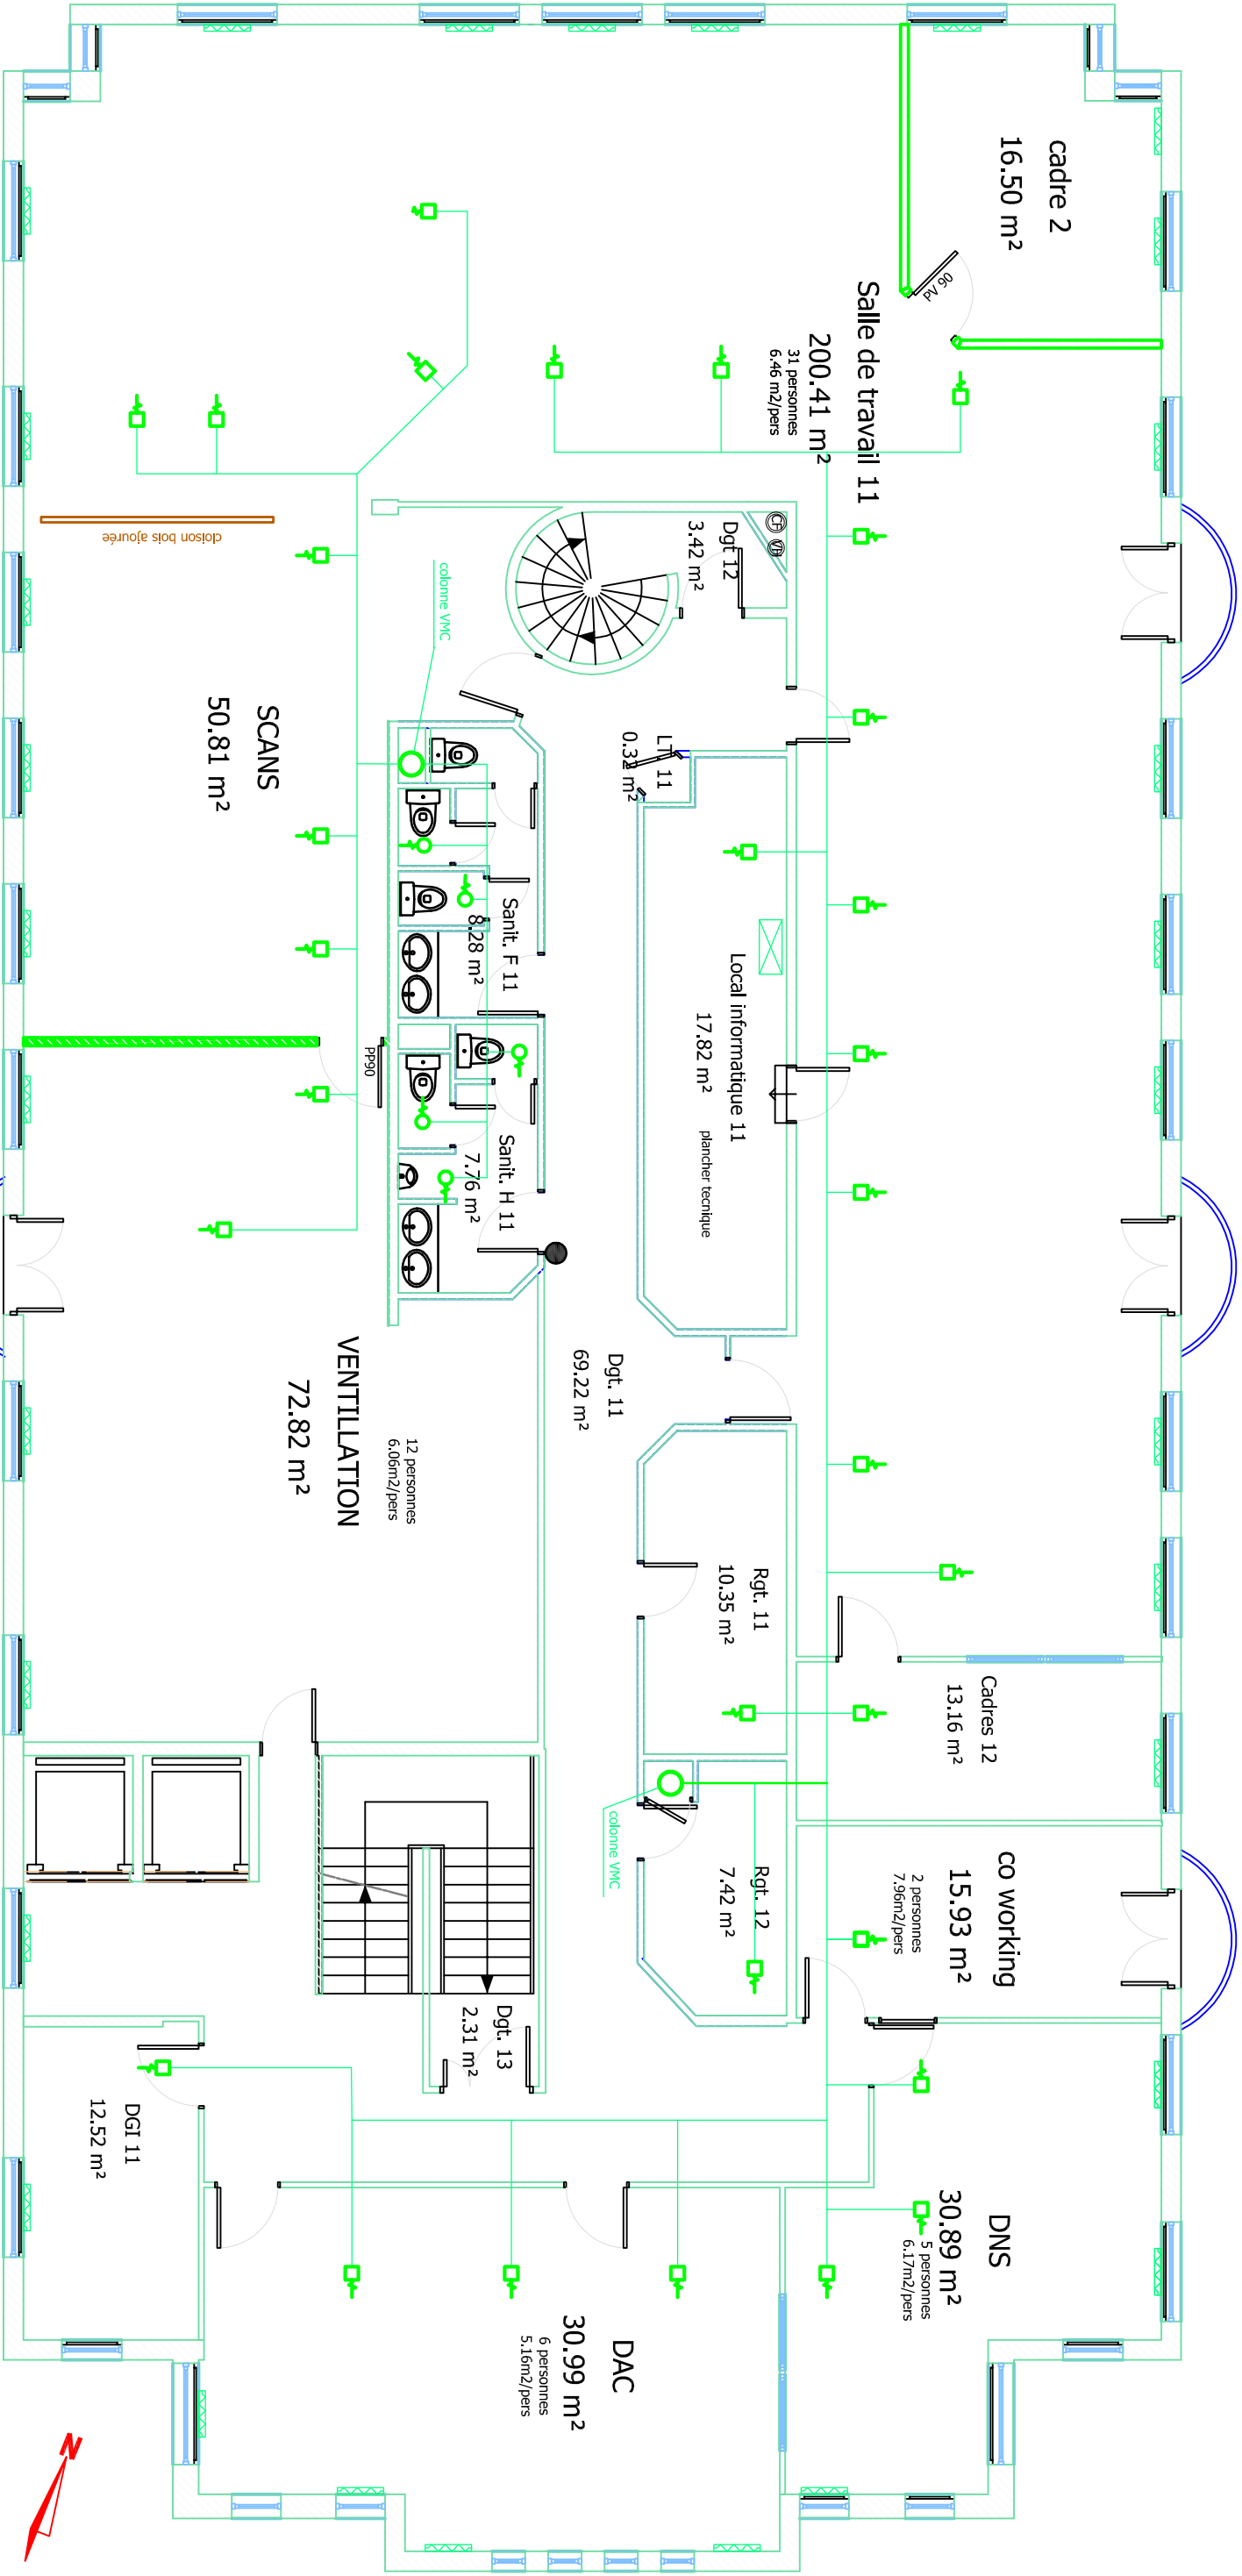 cadre 2
16.50 m²
PV 90
Salle de travail 11
200.41 m²
31 personnes
6.46 m2/pers
cloison bois ajourée
colonne VMC
CF
VH
Dgt 12
3.42 m²
LT 11
0.32 m²
SCANS
50.81 m²
Sanit. F 11
8.28 m²
Local informatique 11
17.82 m²
plancher tecnique
PP90
Sanit. H 11
7.76 m²
VENTILLATION
72.82 m²
12 personnes
6.06m2/pers
Dgt. 11
69.22 m²
Rgt. 11
10.35 m²
Cadres 12
13.16 m²
colonne VMC
Rgt. 12
7.42 m²
co working
15.93 m²
2 personnes
7.96m2/pers
Dgt. 13
2.31 m²
DGI 11
12.52 m²
DNS
30.89 m²
5 personnes
6.17m2/pers
DAC
30.99 m²
6 personnes
5.16m2/pers
N